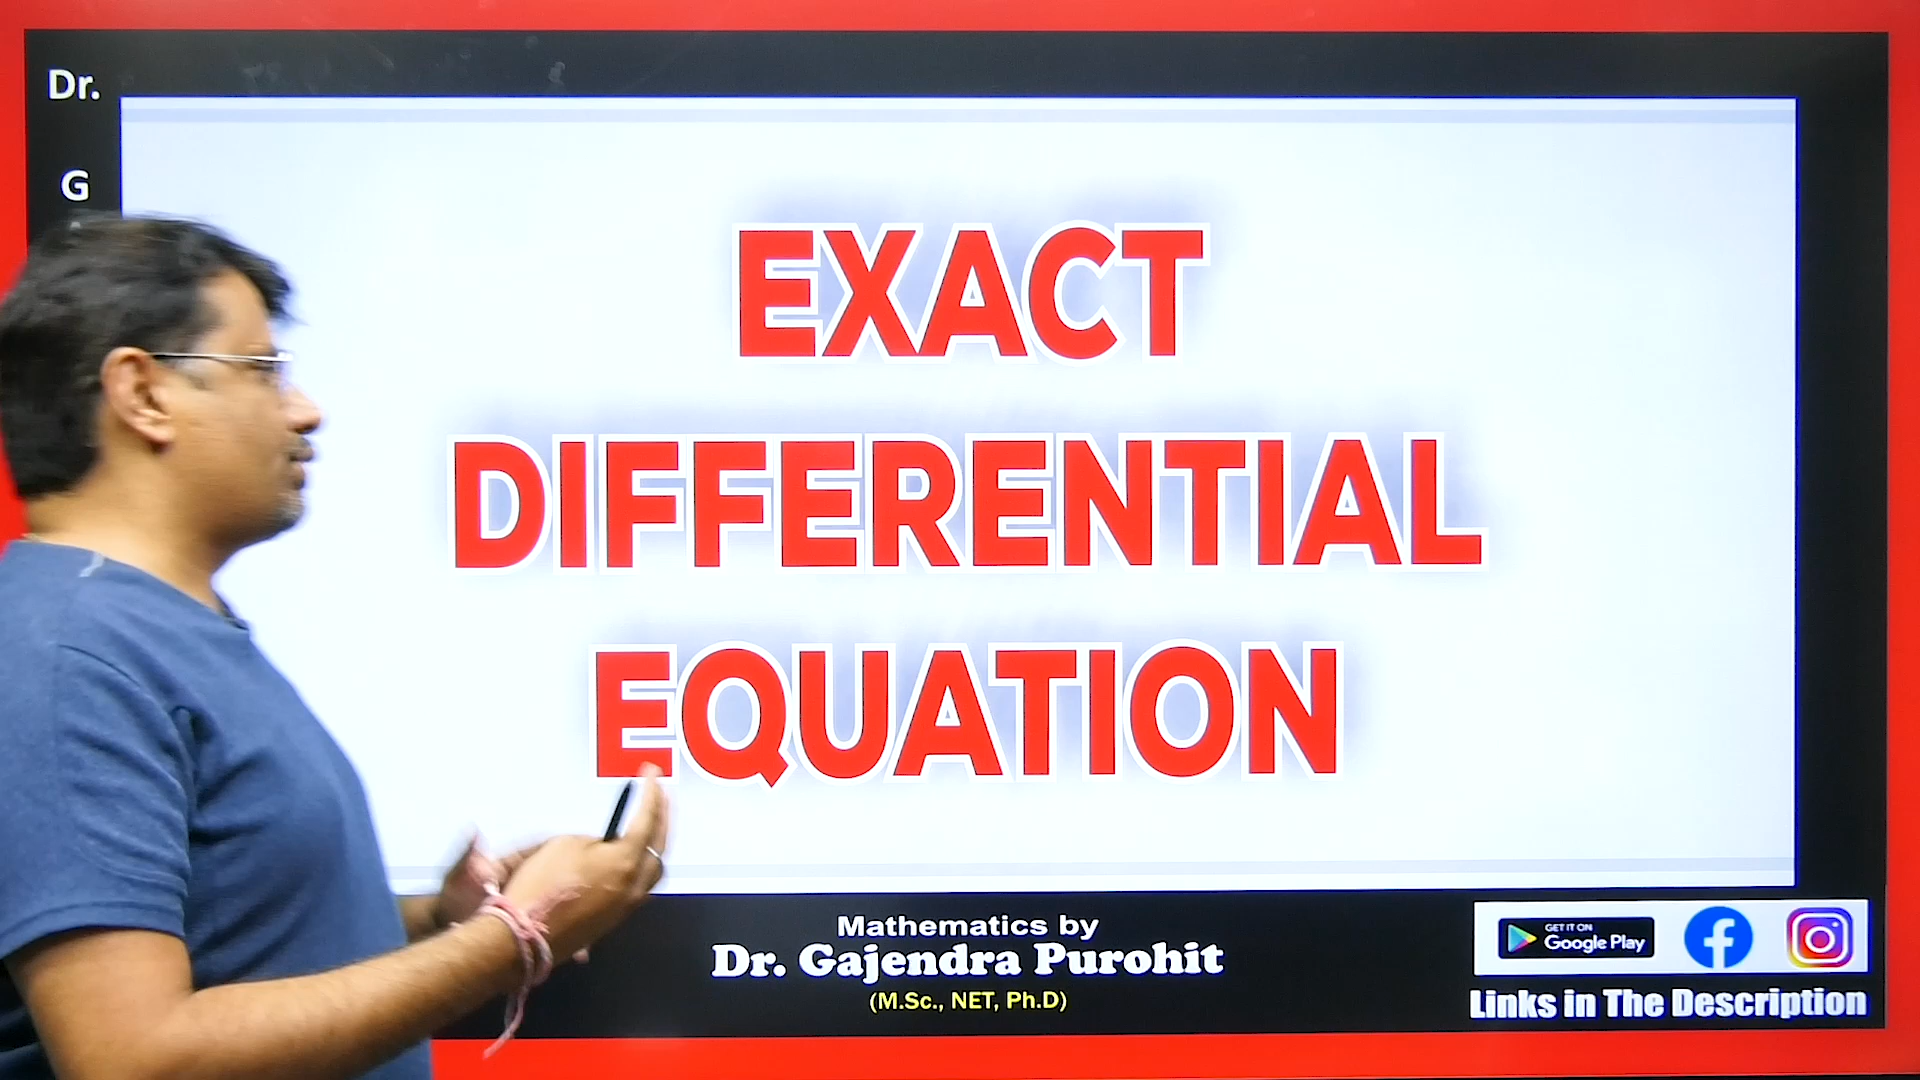 Dr.
G
EXACT
DIFFERENTIAL
EQUATION
Mathematics by
Dr. Gajendra Purohit
(M.Sc., NET, Ph.D)
GET IT ON
Google Play
Links in The Description